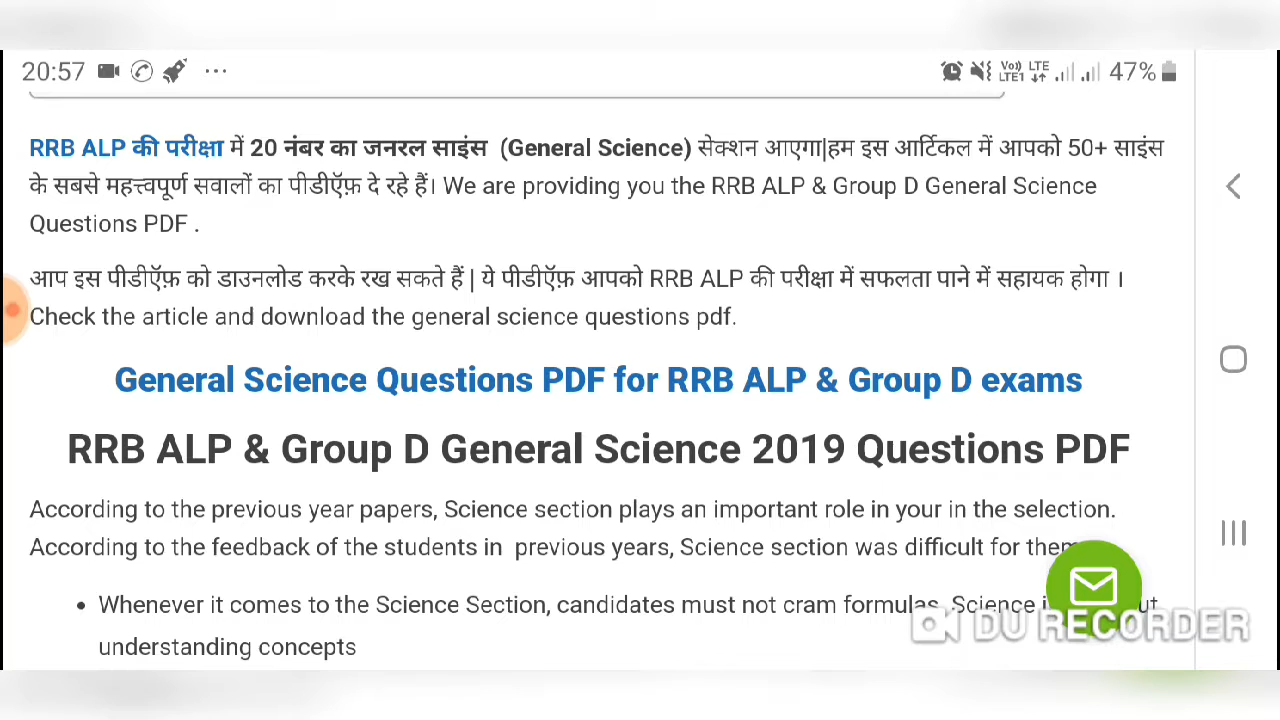 20:57 ... Vo)) LTE 47%
LTE1
RRB ALP की परीक्षा में 20 नंबर का जनरल साइंस (General Science) सेक्शन आएगा|हम इस आर्टिकल में आपको 50+ साइंस
के सबसे महत्त्वपूर्ण सवालों का पीडीऍफ़ दे रहे हैं। We are providing you the RRB ALP & Group D General Science
Questions PDF .
आप इस पीडीऍफ़ को डाउनलोड करके रख सकते हैं | ये पीडीऍफ़ आपको RRB ALP की परीक्षा में सफलता पाने में सहायक होगा ।
Check the article and download the general science questions pdf.
General Science Questions PDF for RRB ALP & Group D exams
RRB ALP & Group D General Science 2019 Questions PDF
According to the previous year papers, Science section plays an important role in your in the selection.
According to the feedback of the students in previous years, Science section was difficult for them
• Whenever it comes to the Science Section, candidates must not cram formulas. Science
understanding concepts
DU RECORDER